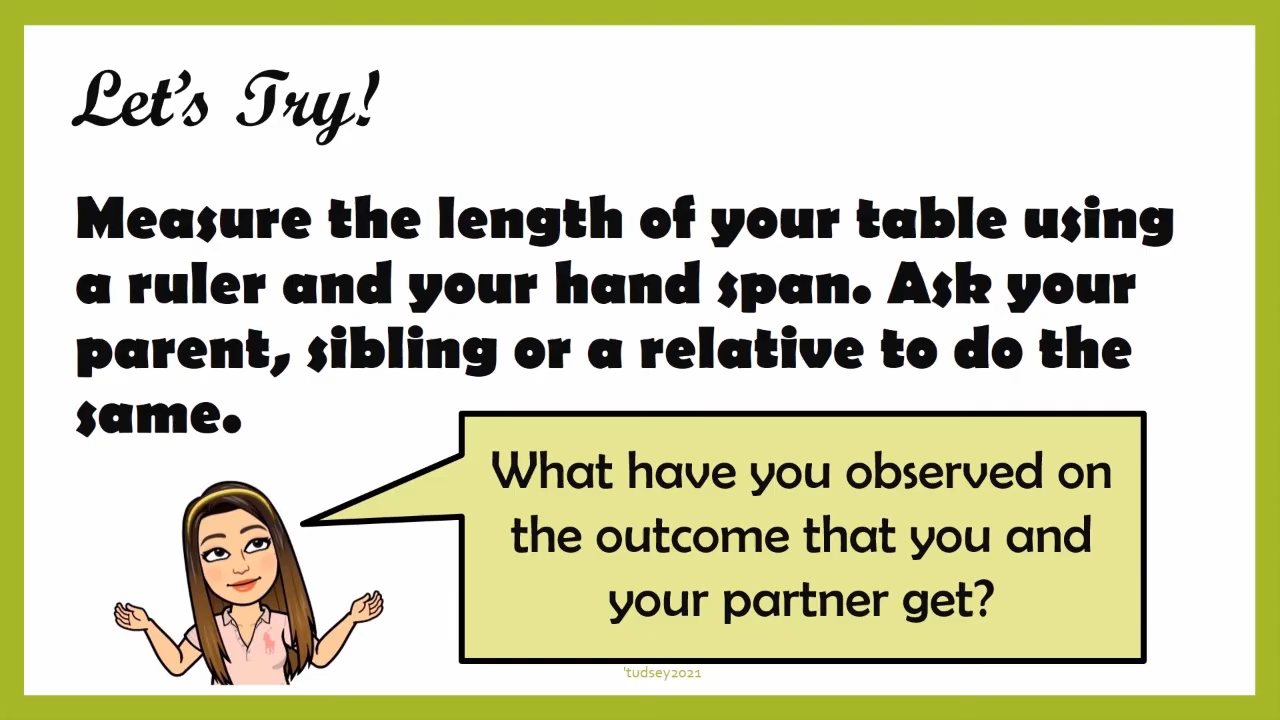 Let's Try!
Measure the length of your table using
a ruler and your hand span. Ask your
parent, sibling or a relative to do the
same.
What have you observed on
the outcome that you and
your partner get?
'tudsey2021